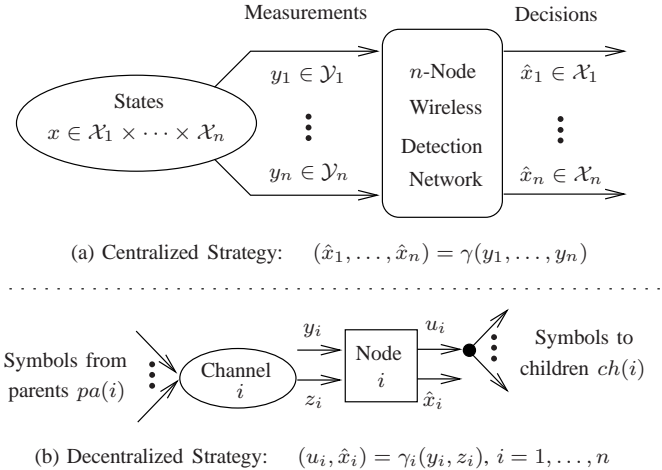 Measurements
Decisions
States
x ∈ 𝒳₁ × ⋯ × 𝒳ₙ
y₁ ∈ 𝒴₁
yₙ ∈ 𝒴ₙ
n-Node
Wireless
Detection
Network
x̂₁ ∈ 𝒳₁
x̂ₙ ∈ 𝒳ₙ
(a) Centralized Strategy: (x̂₁, . . . , x̂ₙ) = γ(y₁, . . . , yₙ)
Symbols from
parents pa(i)
Channel
i
yᵢ
zᵢ
Node
i
uᵢ
x̂ᵢ
Symbols to
children ch(i)
(b) Decentralized Strategy: (uᵢ, x̂ᵢ) = γᵢ(yᵢ, zᵢ), i = 1, . . . , n